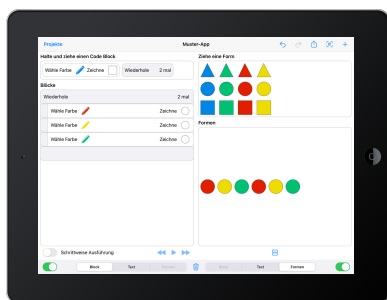 Projekte Muster-App
Halte und ziehe einen Code Block
Wähle Farbe Zeichne Wiederhole 2 mal
Blöcke
Wiederhole 2 mal
Wähle Farbe Zeichne
Wähle Farbe Zeichne
Wähle Farbe Zeichne
Schrittweise Ausführung
Block Text Formen
Ziehe eine Form
Formen
Block Text Formen